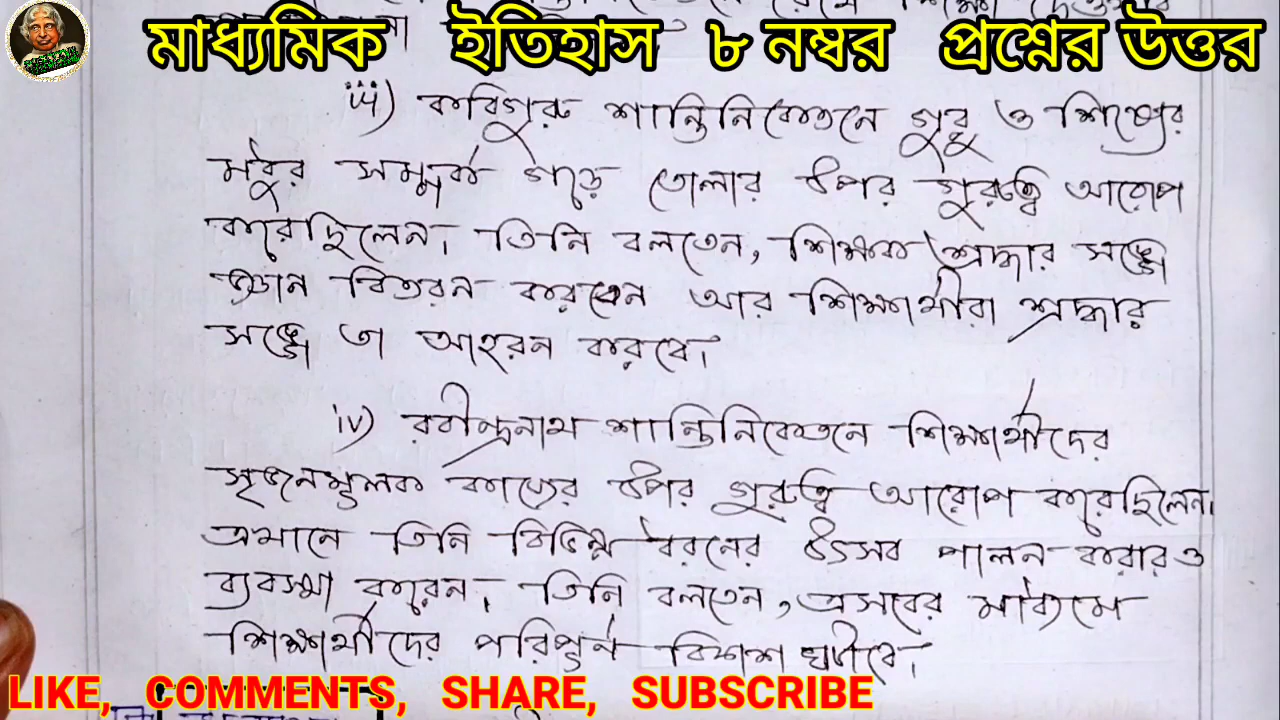 মাধ্যমিক ইতিহাস ৮ নম্বর প্রশ্নের উত্তর
iii) কবিগুরু শান্তিনিকেতনে গুরু ও শিষ্যের
মধুর সম্পর্ক গড়ে তোলার উপর গুরুত্ব আরোপ
করেছিলেন। তিনি বলতেন, শিক্ষক শ্রদ্ধার সঙ্গে
জ্ঞান বিতরন করবেন আর শিক্ষার্থীরা শ্রদ্ধার
সঙ্গে তা আহরন করবে।
iv) রবীন্দ্রনাথ শান্তিনিকেতনে শিক্ষার্থীদের
সৃজনমূলক কাজের উপর গুরুত্ব আরোপ করেছিলেন।
এখানে তিনি বিভিন্ন ধরনের উৎসব পালন করারও
ব্যবস্থা করেন। তিনি বলতেন, এসবের মাধ্যমে
শিক্ষার্থীদের পরিপূর্ণ বিকাশ ঘটবে।
LIKE, COMMENTS, SHARE, SUBSCRIBE